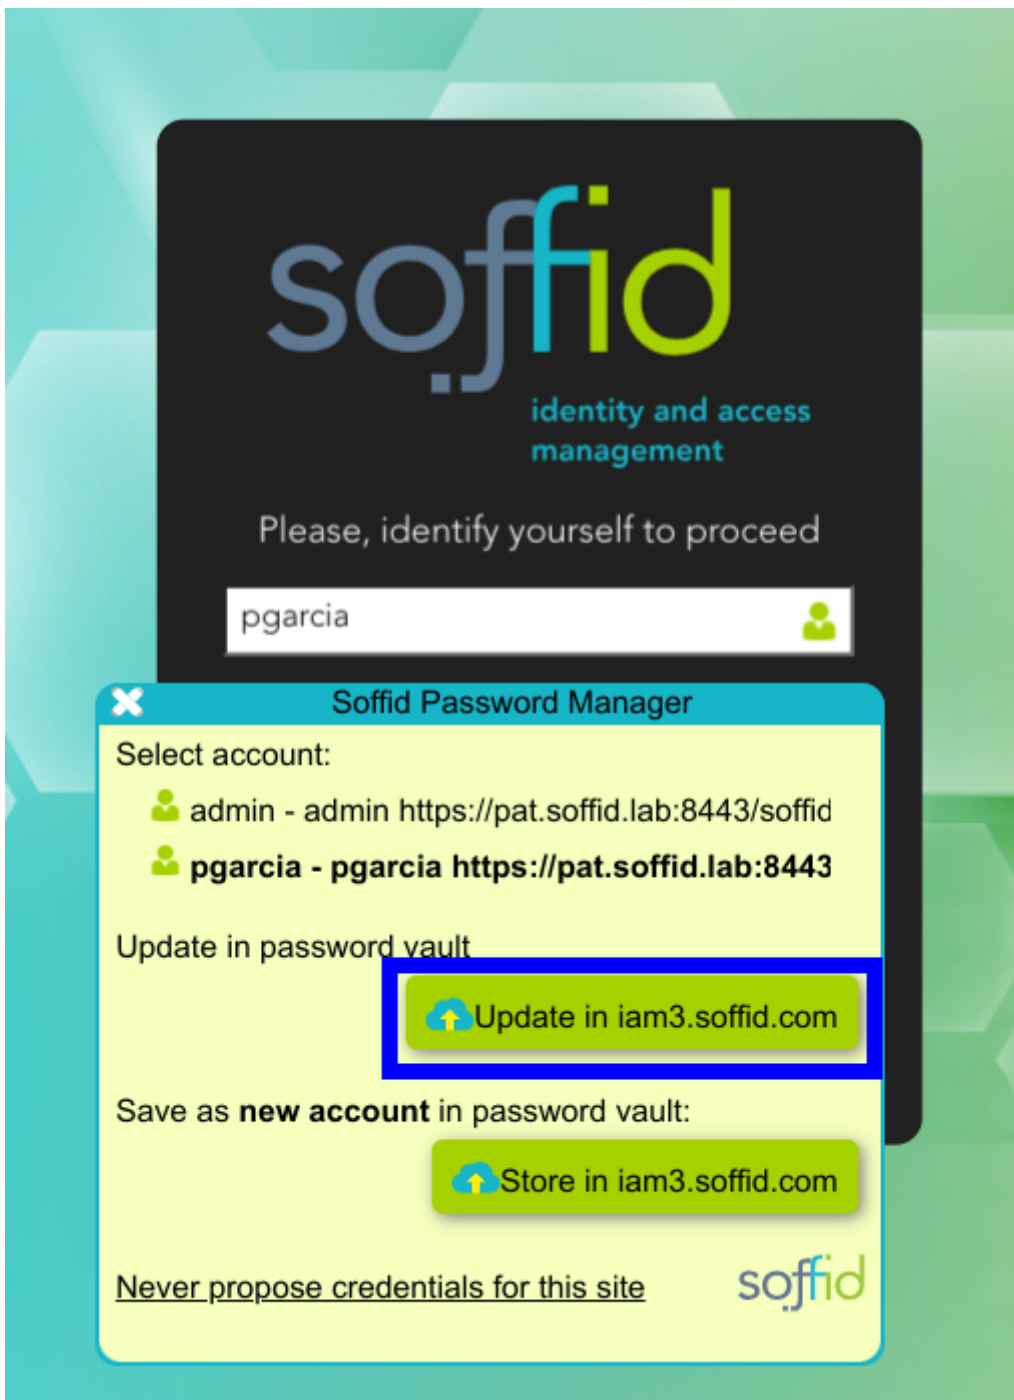 soffid
identity and access
management
Please, identify yourself to proceed
pgarcia
Soffid Password Manager
Select account:
admin - admin https://pat.soffid.lab:8443/soffid
pgarcia - pgarcia https://pat.soffid.lab:8443
Update in password vault
Update in iam3.soffid.com
Save as new account in password vault:
Store in iam3.soffid.com
Never propose credentials for this site
soffid